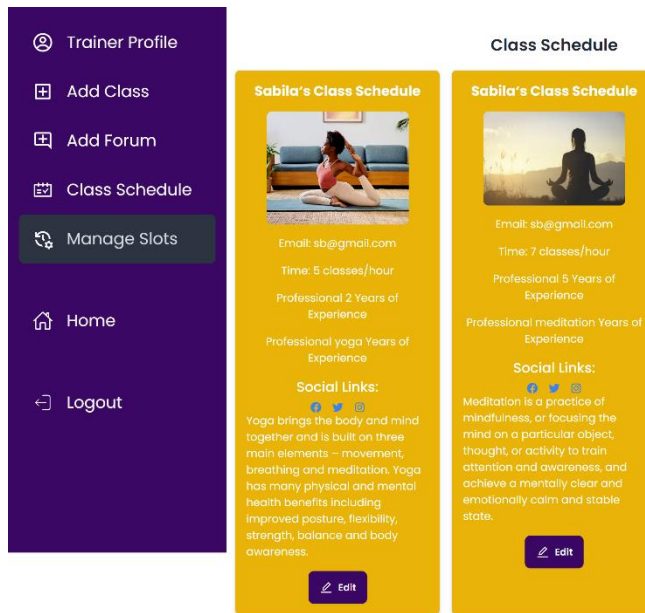 Trainer Profile
Add Class
Add Forum
Class Schedule
Manage Slots
Home
Logout
Class Schedule
Sabila's Class Schedule
Email: sb@gmail.com
Time: 5 classes/hour
Professional 2 Years of
Experience
Professional yoga Years of
Experience
Social Links:
Yoga brings the body and mind
together and is built on three
main elements – movement,
breathing and meditation. Yoga
has many physical and mental
health benefits including
improved posture, flexibility,
strength, balance and body
awareness.
Edit
Sabila's Class Schedule
Email: sb@gmail.com
Time: 7 classes/hour
Professional 5 Years of
Experience
Professional meditation Years of
Experience
Social Links:
Meditation is a practice of
mindfulness, or focusing the
mind on a particular object,
thought, or activity to train
attention and awareness, and
achieve a mentally clear and
emotionally calm and stable
state.
Edit